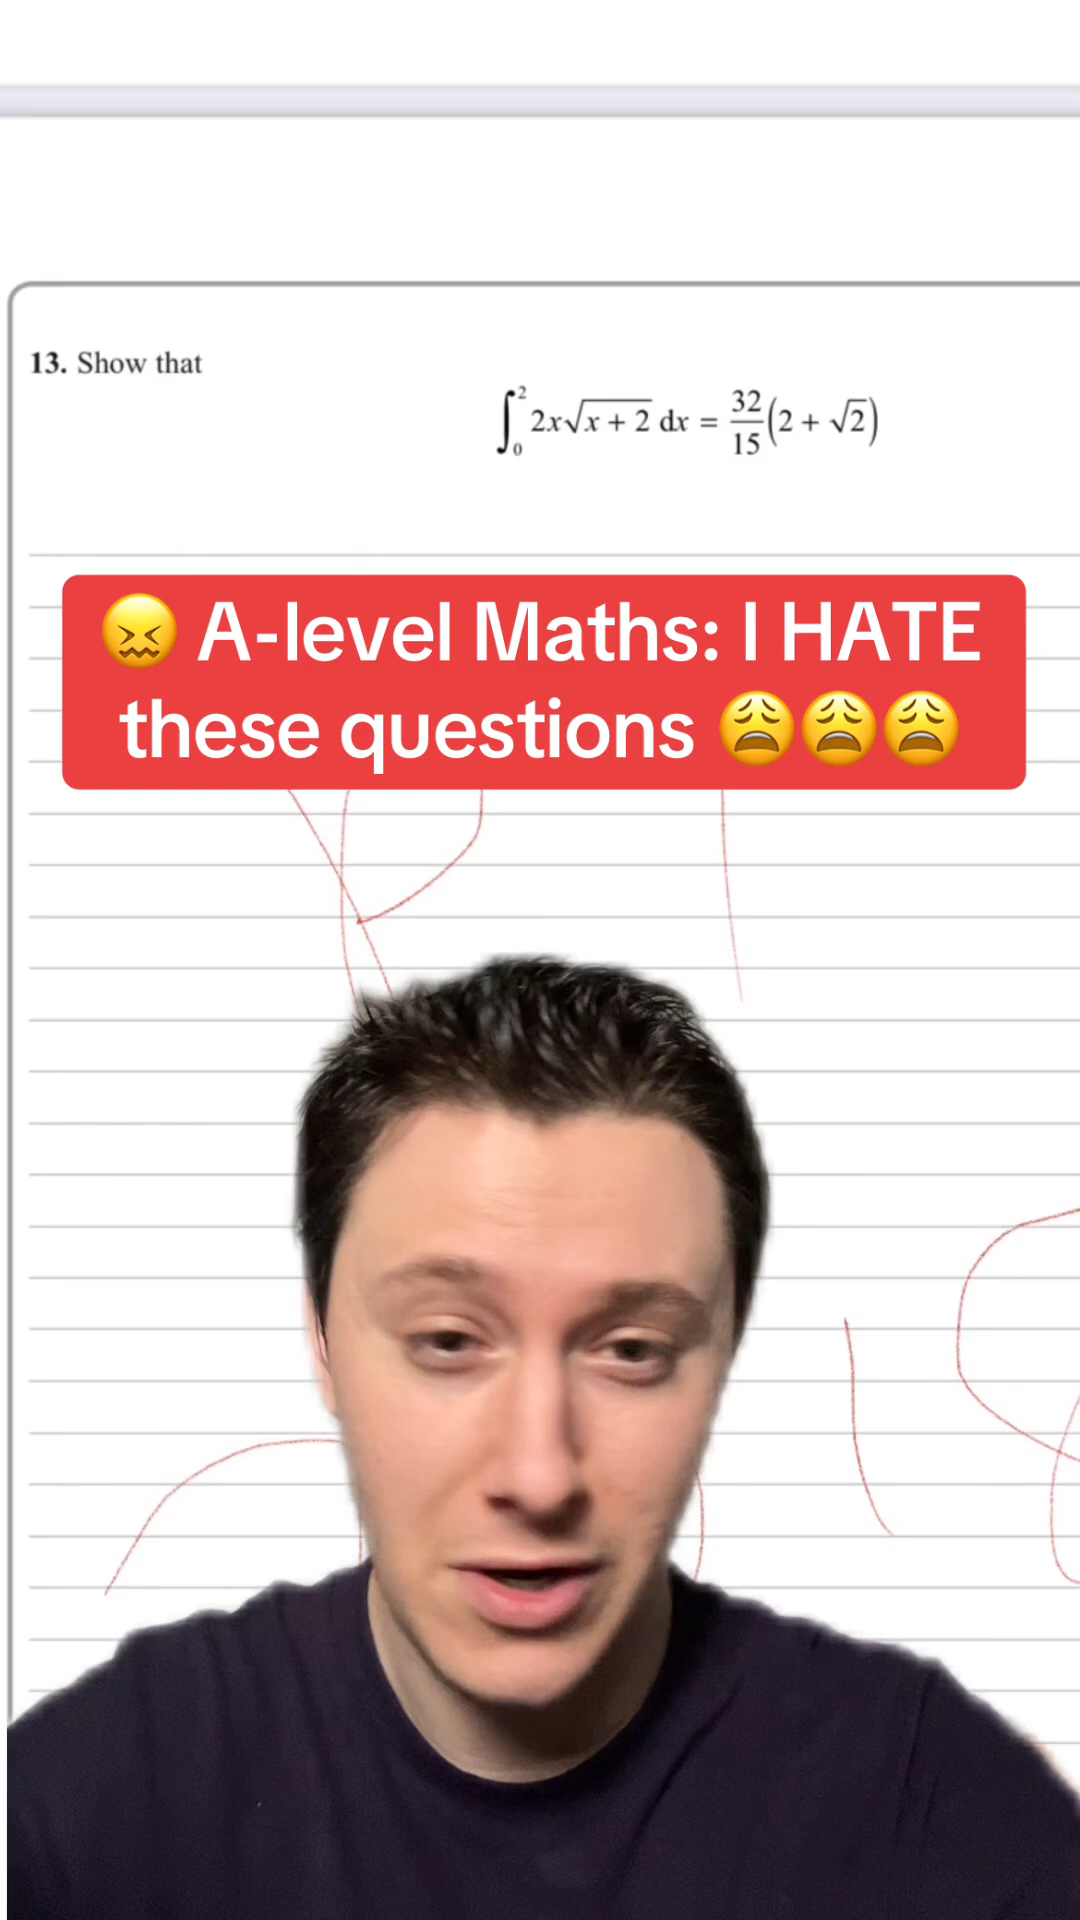 13. Show that
∫₀² 2x√(x + 2) dx = 32/15 (2 + √2)
😖 A-level Maths: I HATE
these questions 😩😩😩